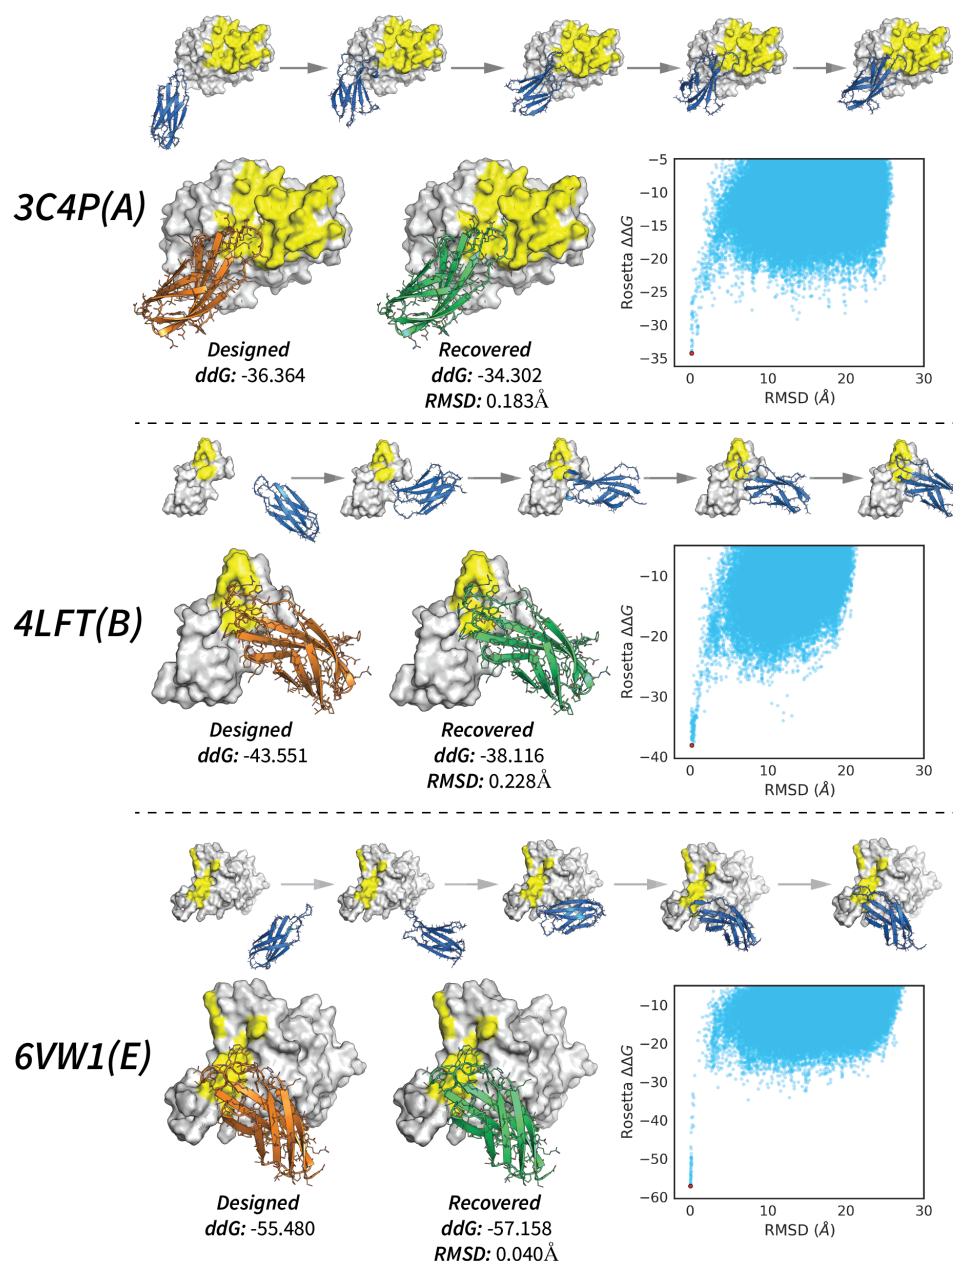 3C4P(A)
Designed
ddG: -36.364
Recovered
ddG: -34.302
RMSD: 0.183Å
Rosetta ΔΔG
−5
−10
−15
−20
−25
−30
−35
0 10 20 30
RMSD (Å)
4LFT(B)
Designed
ddG: -43.551
Recovered
ddG: -38.116
RMSD: 0.228Å
Rosetta ΔΔG
−10
−20
−30
−40
0 10 20 30
RMSD (Å)
6VW1(E)
Designed
ddG: -55.480
Recovered
ddG: -57.158
RMSD: 0.040Å
Rosetta ΔΔG
−10
−20
−30
−40
−50
−60
0 10 20 30
RMSD (Å)